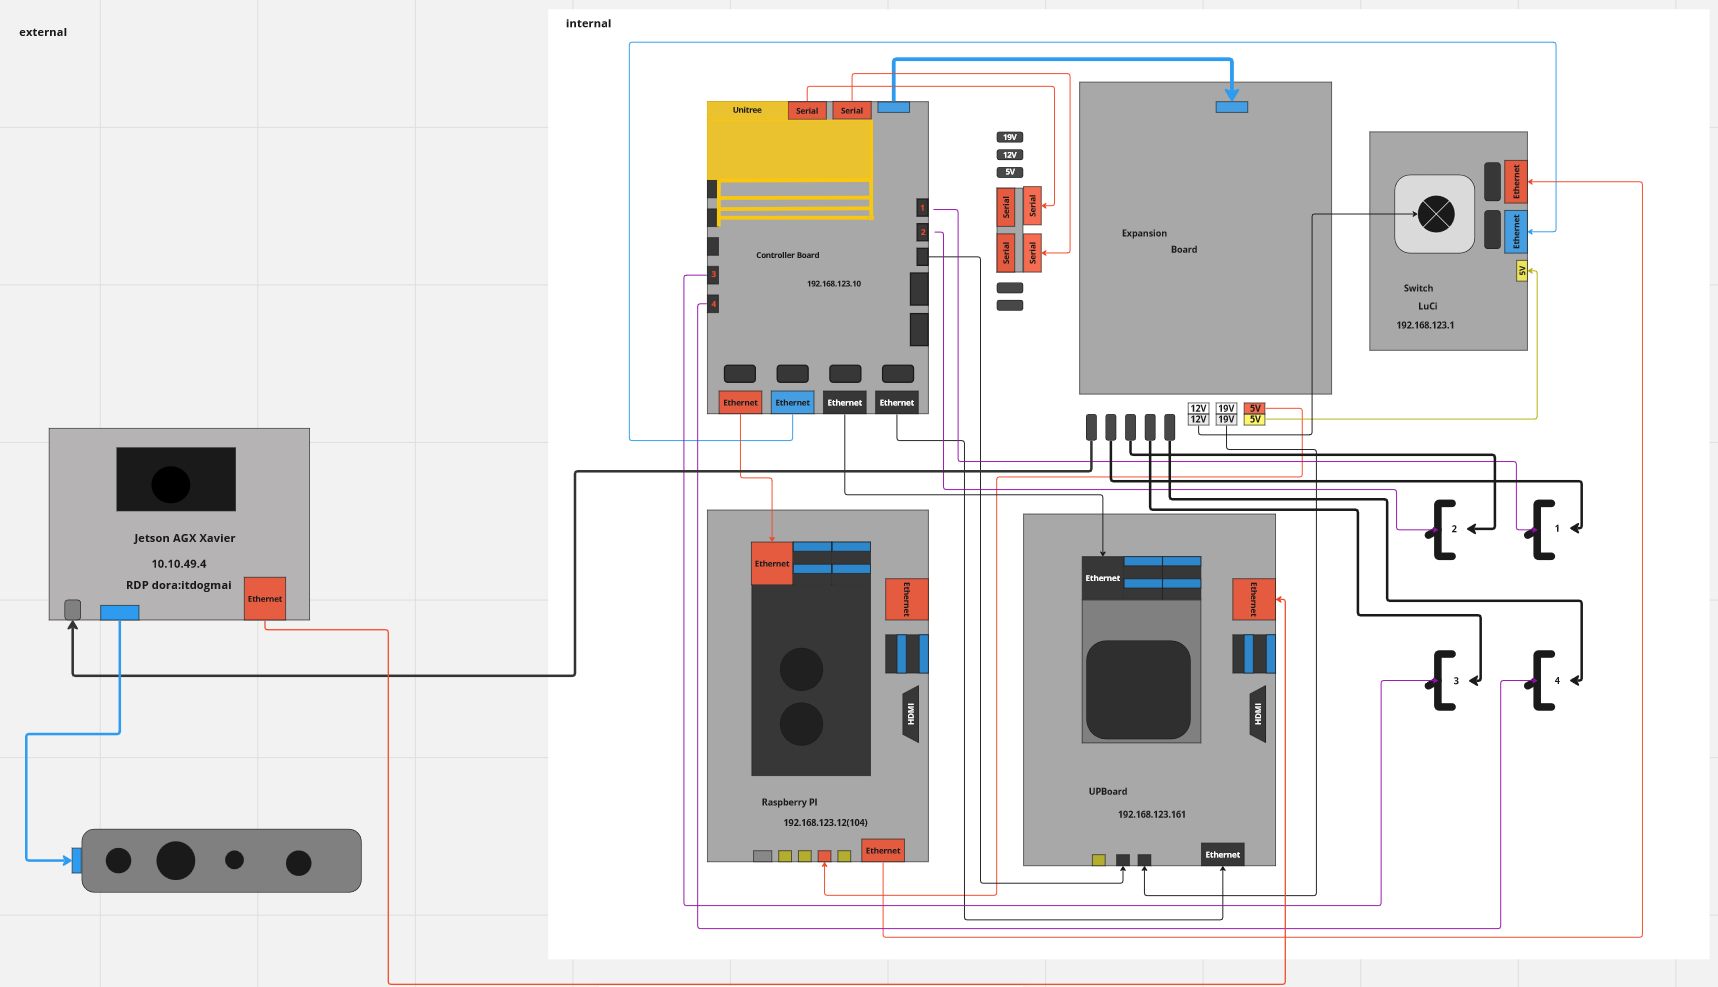 external
internal
Unitree
Serial
Serial
1
2
3
4
Controller Board
192.168.123.10
Ethernet
Ethernet
Ethernet
Ethernet
19V
12V
5V
Serial
Serial
Serial
Serial
Expansion
Board
12V
19V
5V
12V
19V
5V
Ethernet
Ethernet
5V
Switch
LuCi
192.168.123.1
Jetson AGX Xavier
10.10.49.4
RDP dora:itdogmai
Ethernet
Ethernet
Ethernet
HDMI
Raspberry PI
192.168.123.12(104)
Ethernet
Ethernet
Ethernet
HDMI
UPBoard
192.168.123.161
Ethernet
2
1
3
4